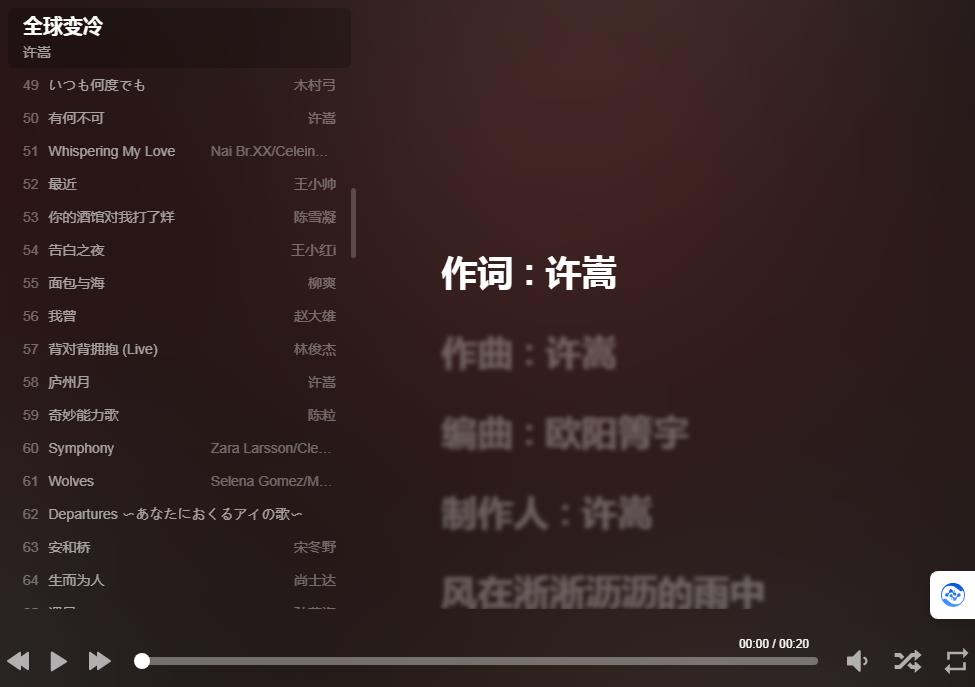 全球变冷
许嵩
49 いつも何度でも 木村弓
50 有何不可 许嵩
51 Whispering My Love Nai Br.XX/Celein...
52 最近 王小帅
53 你的酒馆对我打了烊 陈雪凝
54 告白之夜 王小红i
55 面包与海 柳爽
56 我曾 赵大雄
57 背对背拥抱 (Live) 林俊杰
58 庐州月 许嵩
59 奇妙能力歌 陈粒
60 Symphony Zara Larsson/Cle...
61 Wolves Selena Gomez/M...
62 Departures 〜あなたにおくるアイの歌〜
63 安和桥 宋冬野
64 生而为人 尚士达
作词：许嵩
作曲：许嵩
编曲：欧阳菁宇
制作人：许嵩
风在淅淅沥沥的雨中
00:00 / 00:20